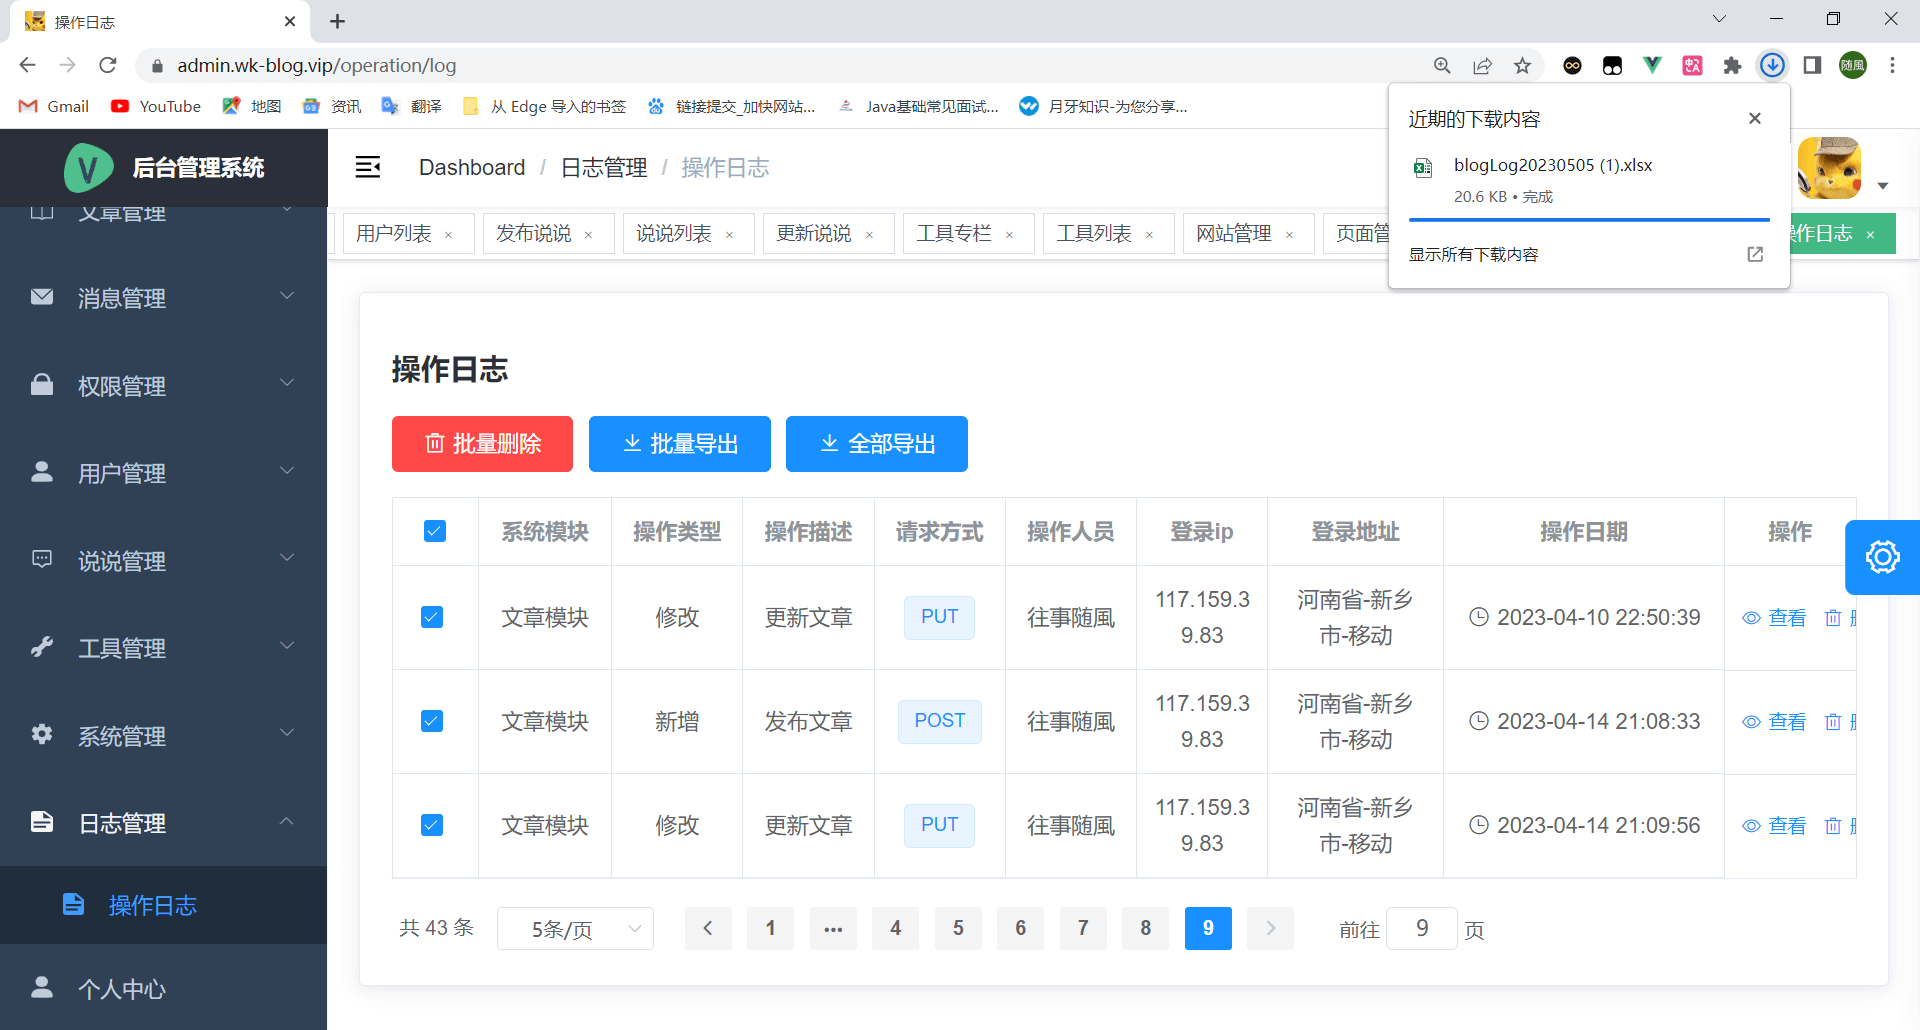 操作日志
admin.wk-blog.vip/operation/log
随風
Gmail
YouTube
地图
资讯
翻译
从 Edge 导入的书签
链接提交_加快网站...
Java基础常见面试...
月牙知识-为您分享...
近期的下载内容
blogLog20230505 (1).xlsx
20.6 KB • 完成
显示所有下载内容
后台管理系统
Dashboard / 日志管理 / 操作日志
用户列表 ×
发布说说 ×
说说列表 ×
更新说说 ×
工具专栏 ×
工具列表 ×
网站管理 ×
页面管
操作日志 ×
文章管理
消息管理
权限管理
用户管理
说说管理
工具管理
系统管理
日志管理
操作日志
个人中心
操作日志
批量删除 批量导出 全部导出
系统模块 操作类型 操作描述 请求方式 操作人员 登录ip 登录地址 操作日期 操作
文章模块 修改 更新文章 PUT 往事随風 117.159.39.83 河南省-新乡市-移动 2023-04-10 22:50:39 查看
文章模块 新增 发布文章 POST 往事随風 117.159.39.83 河南省-新乡市-移动 2023-04-14 21:08:33 查看
文章模块 修改 更新文章 PUT 往事随風 117.159.39.83 河南省-新乡市-移动 2023-04-14 21:09:56 查看
共 43 条 5条/页 1 ... 4 5 6 7 8 9 前往 9 页